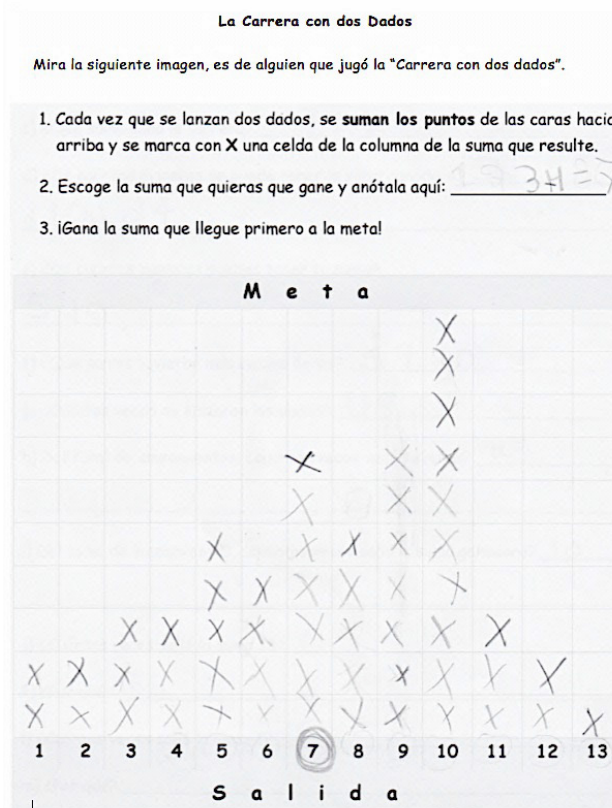 La Carrera con dos Dados
Mira la siguiente imagen, es de alguien que jugó la “Carrera con dos dados”.
1. Cada vez que se lanzan dos dados, se suman los puntos de las caras hacia
arriba y se marca con X una celda de la columna de la suma que resulte.
2. Escoge la suma que quieras que gane y anótala aquí:
3. ¡Gana la suma que llegue primero a la meta!
Meta
X
X
X
X X X
X X X
X X X X X
X X X X X X
X X X X X X X X X
X X X X X X X X X X X X
X X X X X X X X X X X X X
1 2 3 4 5 6 7 8 9 10 11 12 13
Salida